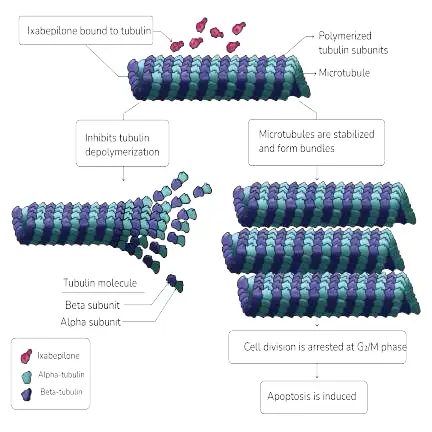 Ixabepilone bound to tubulin
Polymerized
tubulin subunits
Microtubule
Inhibits tubulin
depolymerization
Microtubules are stabilized
and form bundles
Tubulin molecule
Beta subunit
Alpha subunit
Cell division is arrested at G₂/M phase
Apoptosis is induced
Ixabepilone
Alpha-tubulin
Beta-tubulin